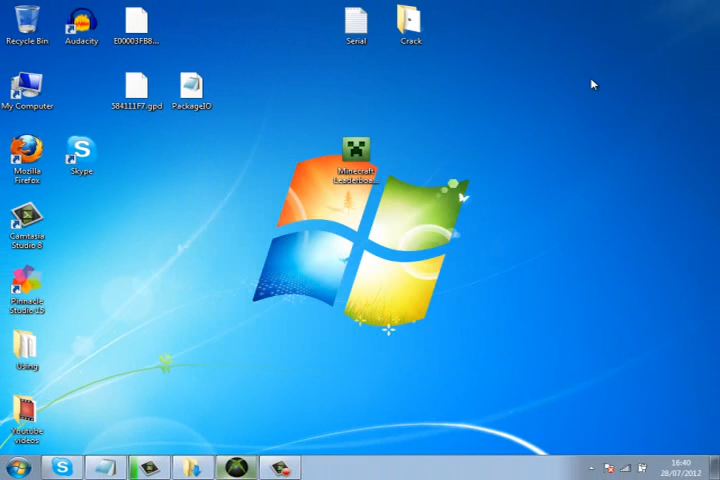 Recycle Bin
Audacity
E00003FB8...
Serial
Crack
My Computer
584111F7.gpd
PackageIO
Mozilla
Firefox
Skype
Minecraft
Leaderboa...
Camtasia
Studio 8
Pinnacle
Studio 15
Using
Youtube
videos
16:40
28/07/2012